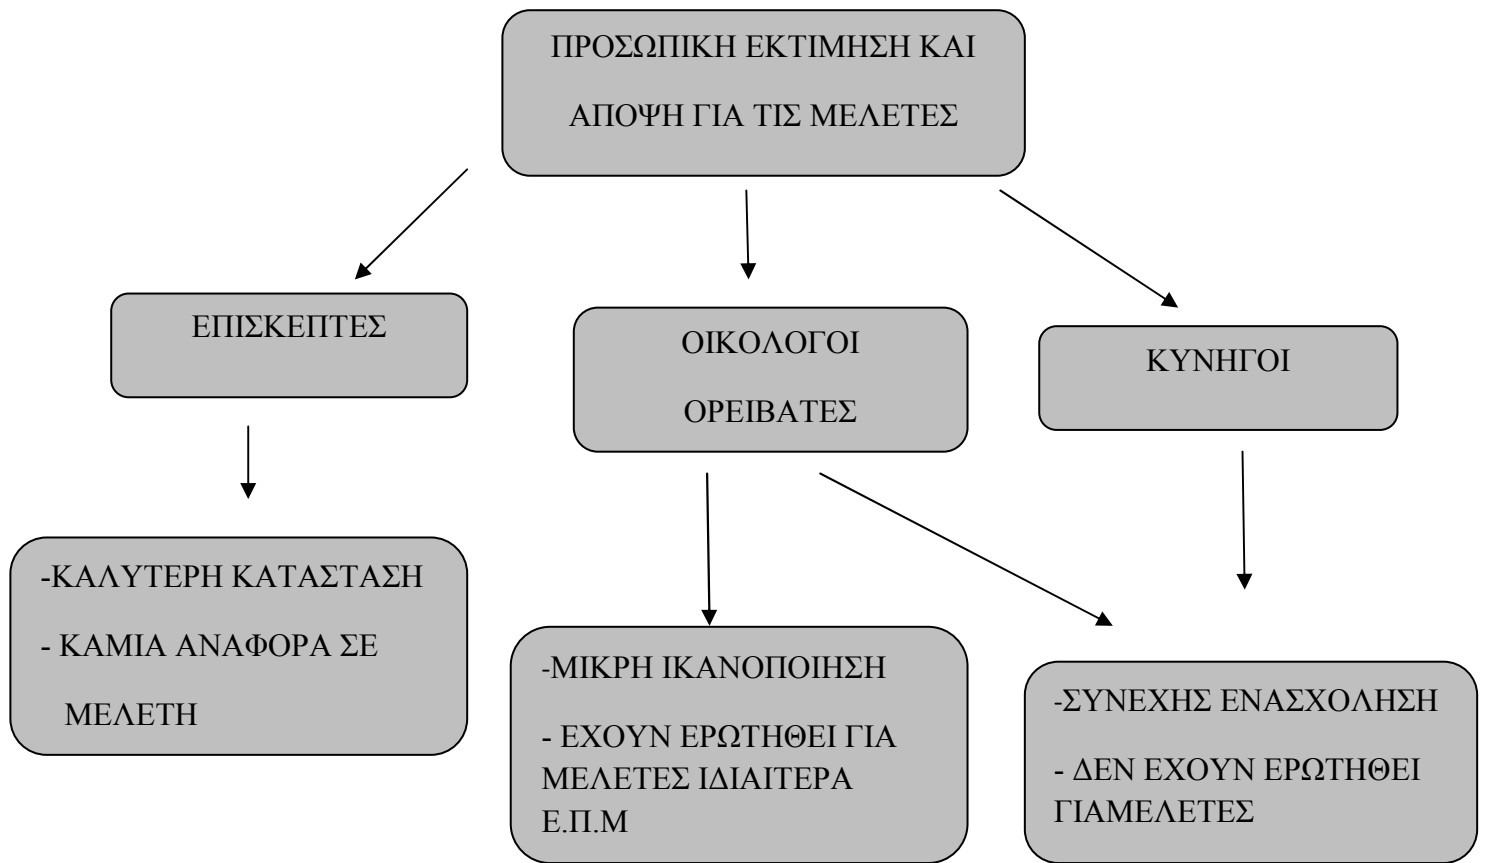 ΠΡΟΣΩΠΙΚΗ ΕΚΤΙΜΗΣΗ ΚΑΙ
ΑΠΟΨΗ ΓΙΑ ΤΙΣ ΜΕΛΕΤΕΣ
ΕΠΙΣΚΕΠΤΕΣ
ΟΙΚΟΛΟΓΟΙ
ΟΡΕΙΒΑΤΕΣ
ΚΥΝΗΓΟΙ
-ΚΑΛΥΤΕΡΗ ΚΑΤΑΣΤΑΣΗ
- ΚΑΜΙΑ ΑΝΑΦΟΡΑ ΣΕ
ΜΕΛΕΤΗ
-ΜΙΚΡΗ ΙΚΑΝΟΠΟΙΗΣΗ
- ΕΧΟΥΝ ΕΡΩΤΗΘΕΙ ΓΙΑ
ΜΕΛΕΤΕΣ ΙΔΙΑΙΤΕΡΑ
Ε.Π.Μ
-ΣΥΝΕΧΗΣ ΕΝΑΣΧΟΛΗΣΗ
- ΔΕΝ ΕΧΟΥΝ ΕΡΩΤΗΘΕΙ
ΓΙΑΜΕΛΕΤΕΣ